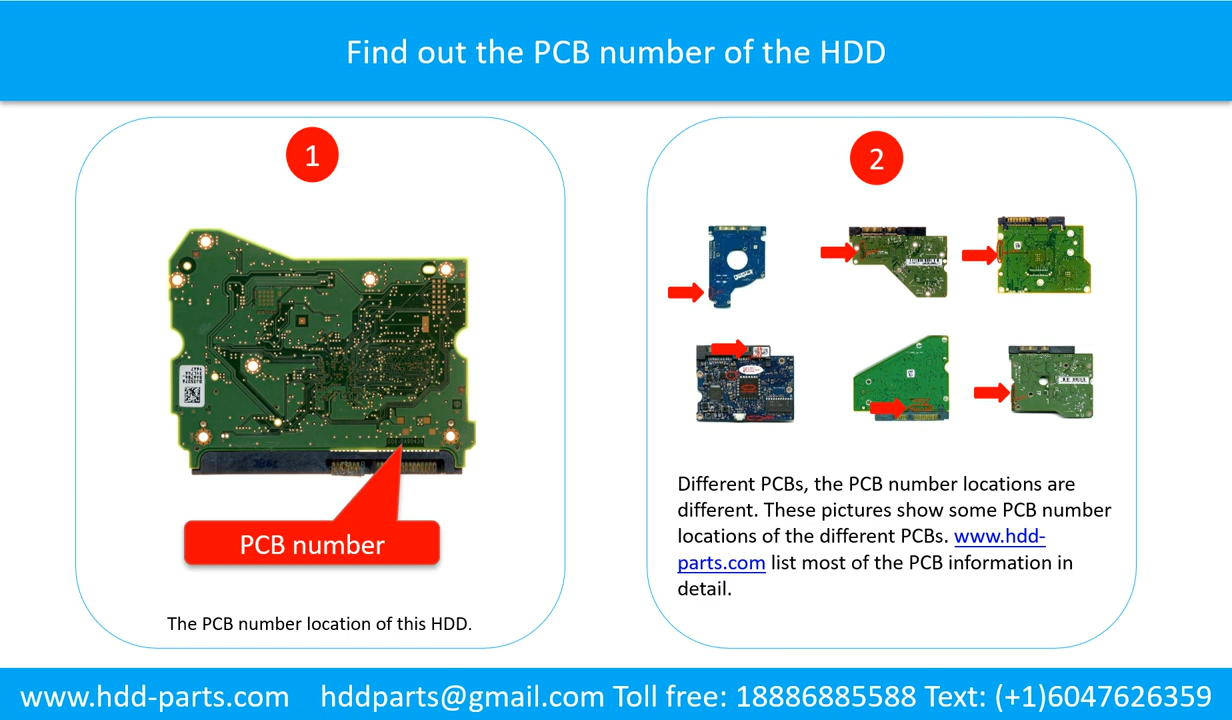 Find out the PCB number of the HDD
1
PCB number
The PCB number location of this HDD.
2
Different PCBs, the PCB number locations are
different. These pictures show some PCB number
locations of the different PCBs. www.hdd-
parts.com list most of the PCB information in
detail.
www.hdd-parts.com hddparts@gmail.com Toll free: 18886885588 Text: (+1)6047626359